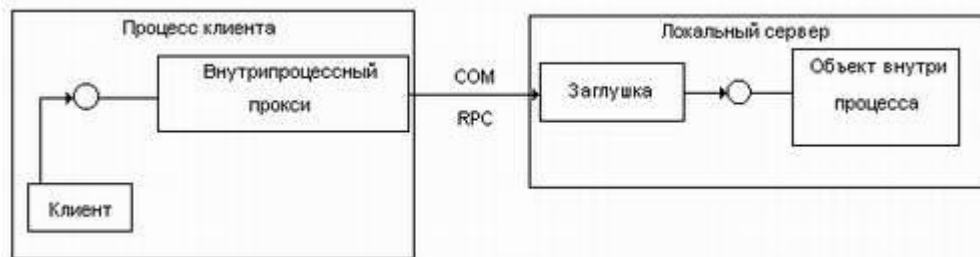 Процесс клиента
Внутрипроцессный
прокси
Клиент
COM
RPC
Локальный сервер
Заглушка
Объект внутри
процесса